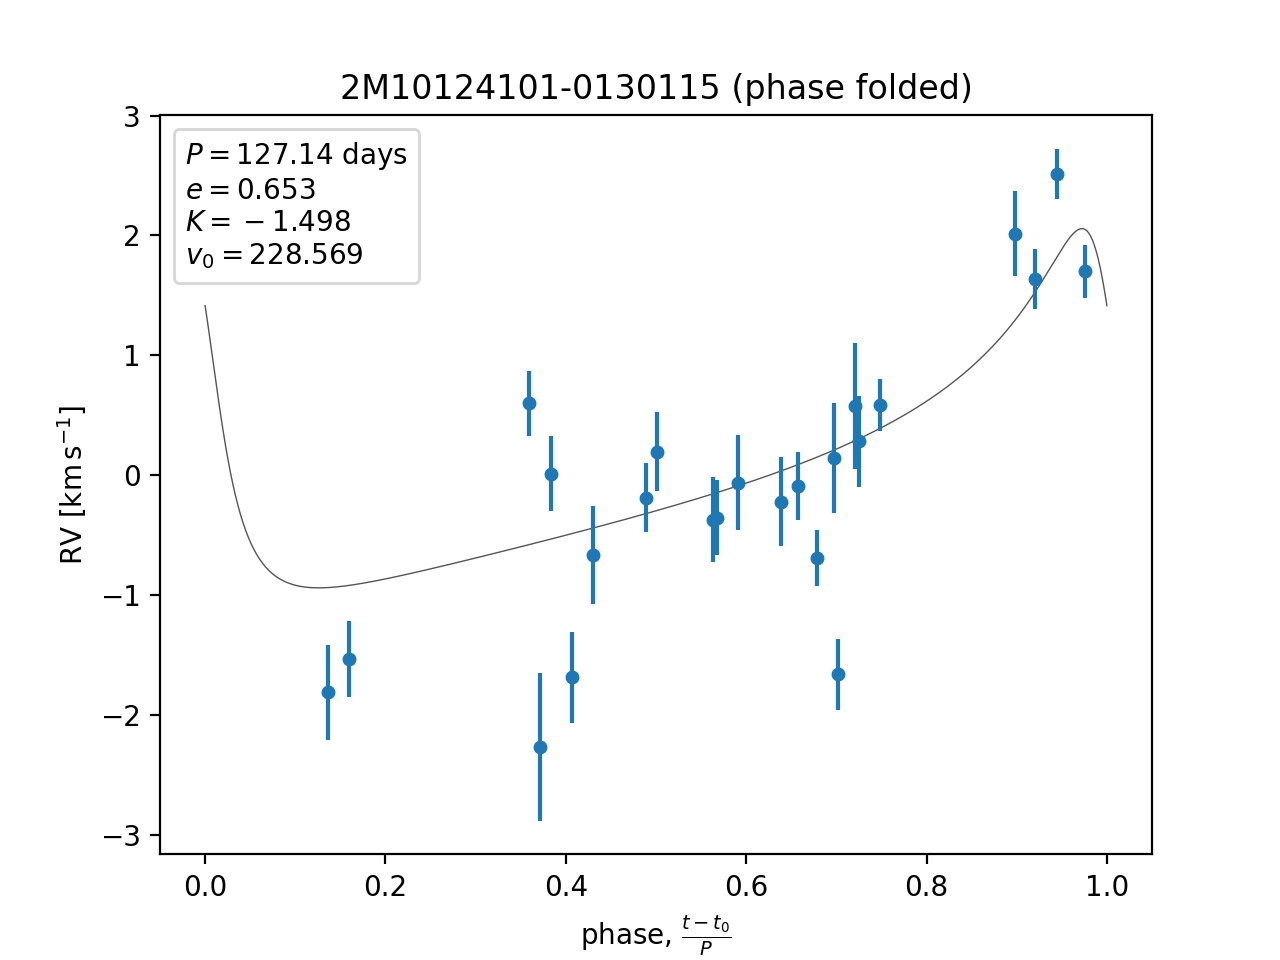 2M10124101-0130115 (phase folded)
P = 127.14 days
e = 0.653
K = −1.498
v₀ = 228.569
RV [km s⁻¹]
3
2
1
0
−1
−2
−3
0.0 0.2 0.4 0.6 0.8 1.0
phase, (t − t₀)/P